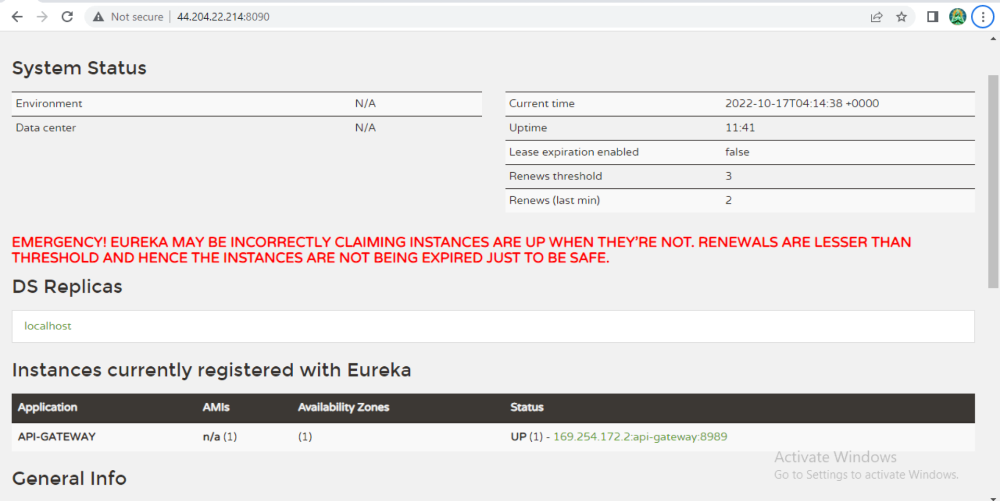 Not secure | 44.204.22.214:8090
System Status
Environment N/A
Data center N/A
Current time 2022-10-17T04:14:38 +0000
Uptime 11:41
Lease expiration enabled false
Renews threshold 3
Renews (last min) 2
EMERGENCY! EUREKA MAY BE INCORRECTLY CLAIMING INSTANCES ARE UP WHEN THEY’RE NOT. RENEWALS ARE LESSER THAN
THRESHOLD AND HENCE THE INSTANCES ARE NOT BEING EXPIRED JUST TO BE SAFE.
DS Replicas
localhost
Instances currently registered with Eureka
Application AMIs Availability Zones Status
API-GATEWAY n/a (1) (1) UP (1) - 169.254.172.2:api-gateway:8989
General Info
Activate Windows
Go to Settings to activate Windows.